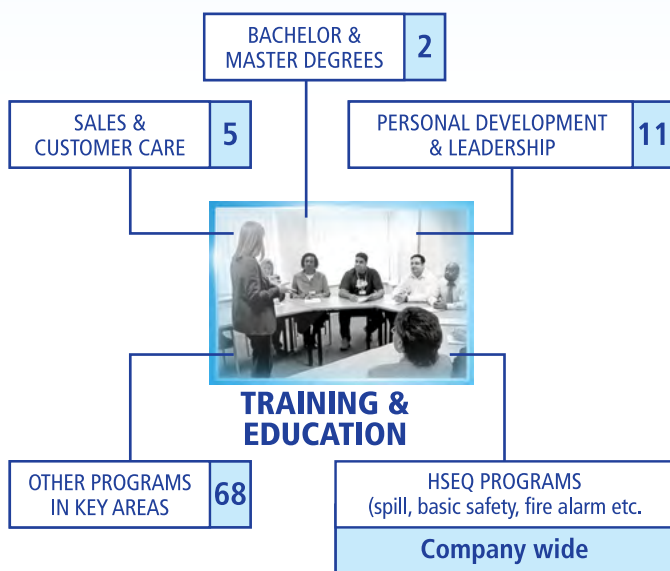 BACHELOR &
MASTER DEGREES
2
SALES &
CUSTOMER CARE
5
PERSONAL DEVELOPMENT
& LEADERSHIP
11
TRAINING &
EDUCATION
OTHER PROGRAMS
IN KEY AREAS
68
HSEQ PROGRAMS
(spill, basic safety, fire alarm etc.
Company wide